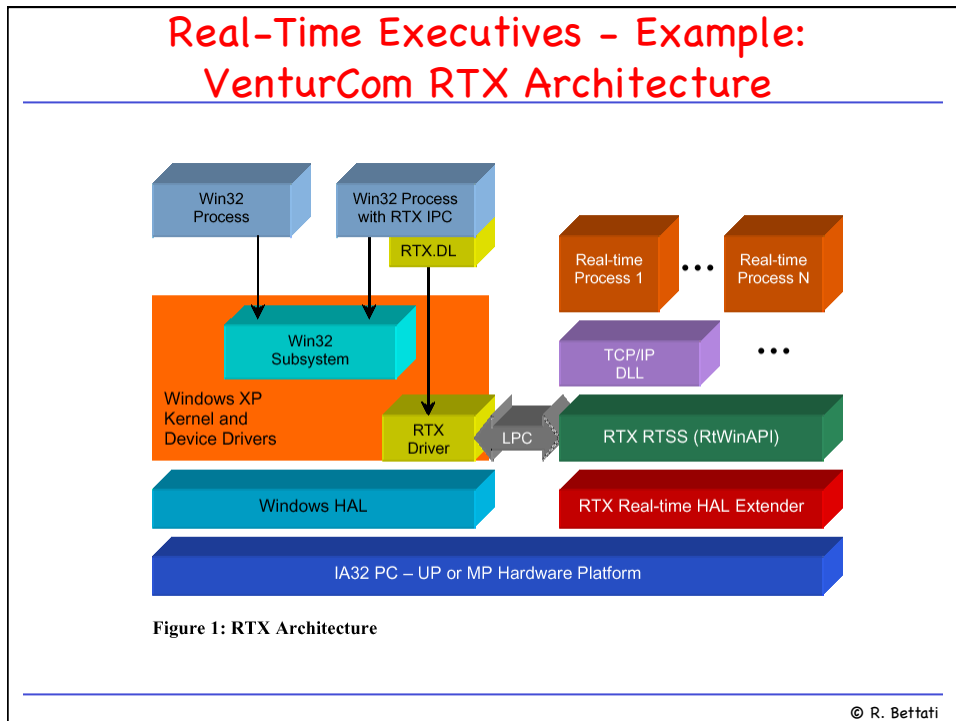 Real-Time Executives - Example:
VenturCom RTX Architecture
Win32
Process
Win32 Process
with RTX IPC
RTX.DL
Real-time
Process 1
•••
Real-time
Process N
Win32
Subsystem
TCP/IP
DLL
•••
Windows XP
Kernel and
Device Drivers
RTX
Driver
LPC
RTX RTSS (RtWinAPI)
Windows HAL
RTX Real-time HAL Extender
IA32 PC – UP or MP Hardware Platform
Figure 1: RTX Architecture
© R. Bettati